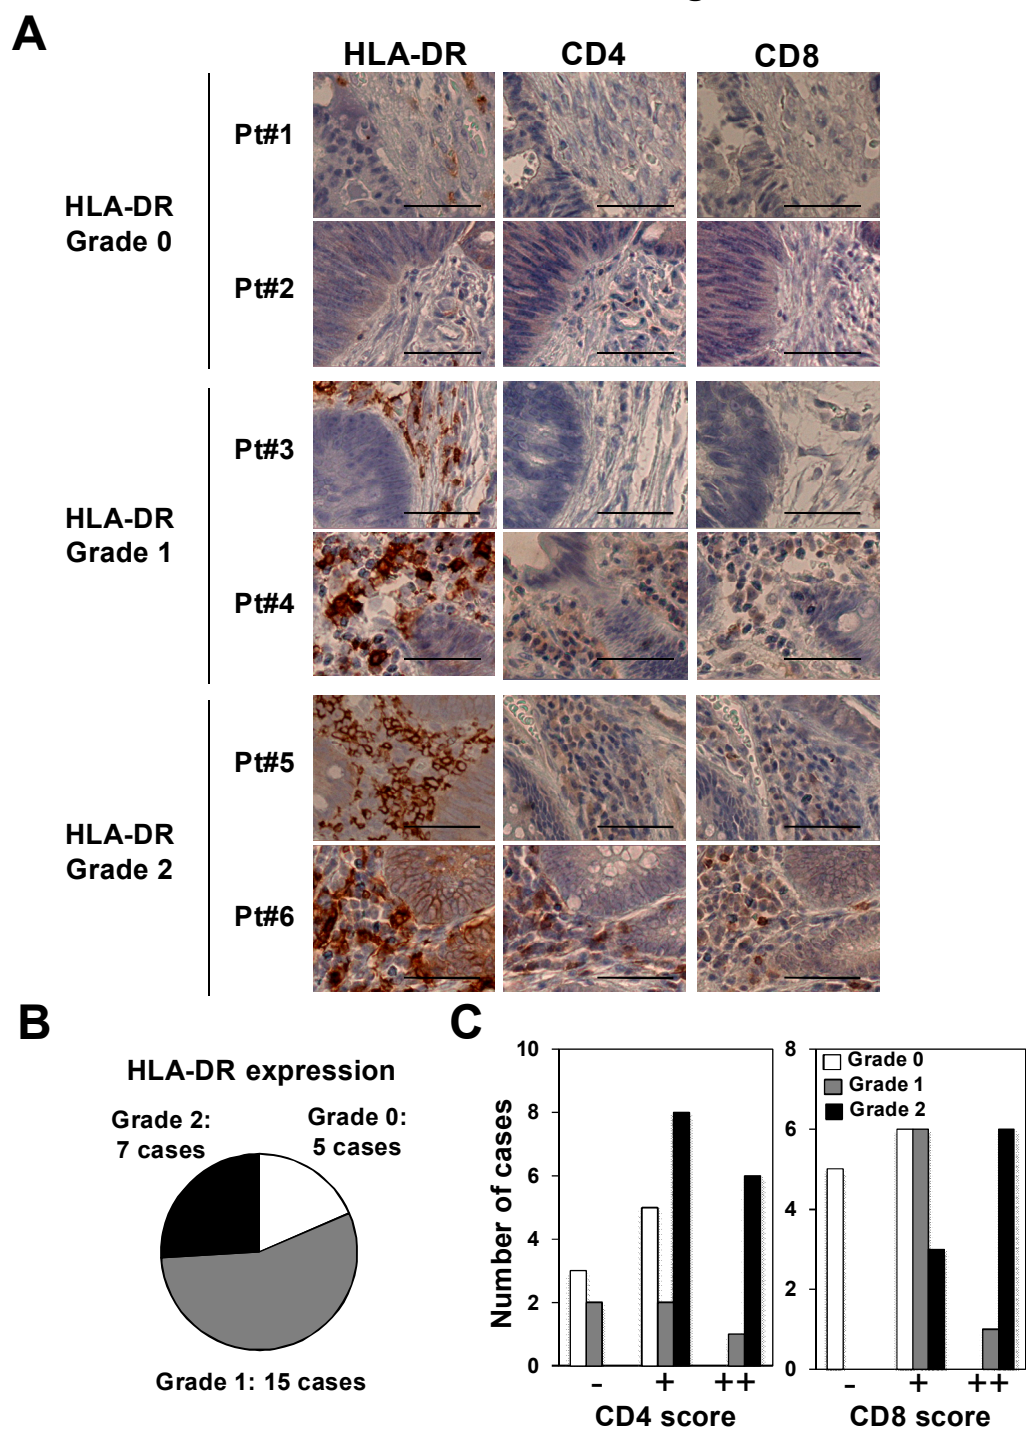 A
HLA-DR CD4 CD8
Pt#1
HLA-DR
Grade 0
Pt#2
Pt#3
HLA-DR
Grade 1
Pt#4
Pt#5
HLA-DR
Grade 2
Pt#6
B
HLA-DR expression
Grade 2:
7 cases
Grade 0:
5 cases
Grade 1: 15 cases
C
Number of cases
10
8
6
4
2
0
- + ++
CD4 score
8
6
4
2
0
Grade 0
Grade 1
Grade 2
- + ++
CD8 score